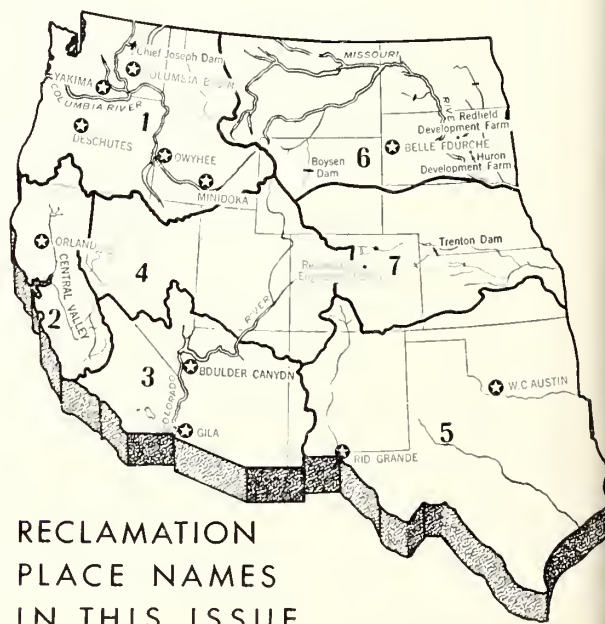 Chief Joseph Dam
MISSOURI
YAKIMA
COLUMBIA RIVER
1
RIVER
Redfield
Development Farm
DESCHUTES
6
BELLE FOURCHE
Huron
Development Farm
OWYHEE
Boysen
Dam
MINIDOKA
ORLAND
CENTRAL VALLEY
4
7
Trenton Dam
2
RIVER
3
BOULDER CANYON
COLORADO
W.C AUSTIN
GILA
5
RIO GRANDE
RECLAMATION
PLACE NAMES
IN THIS ISSUE